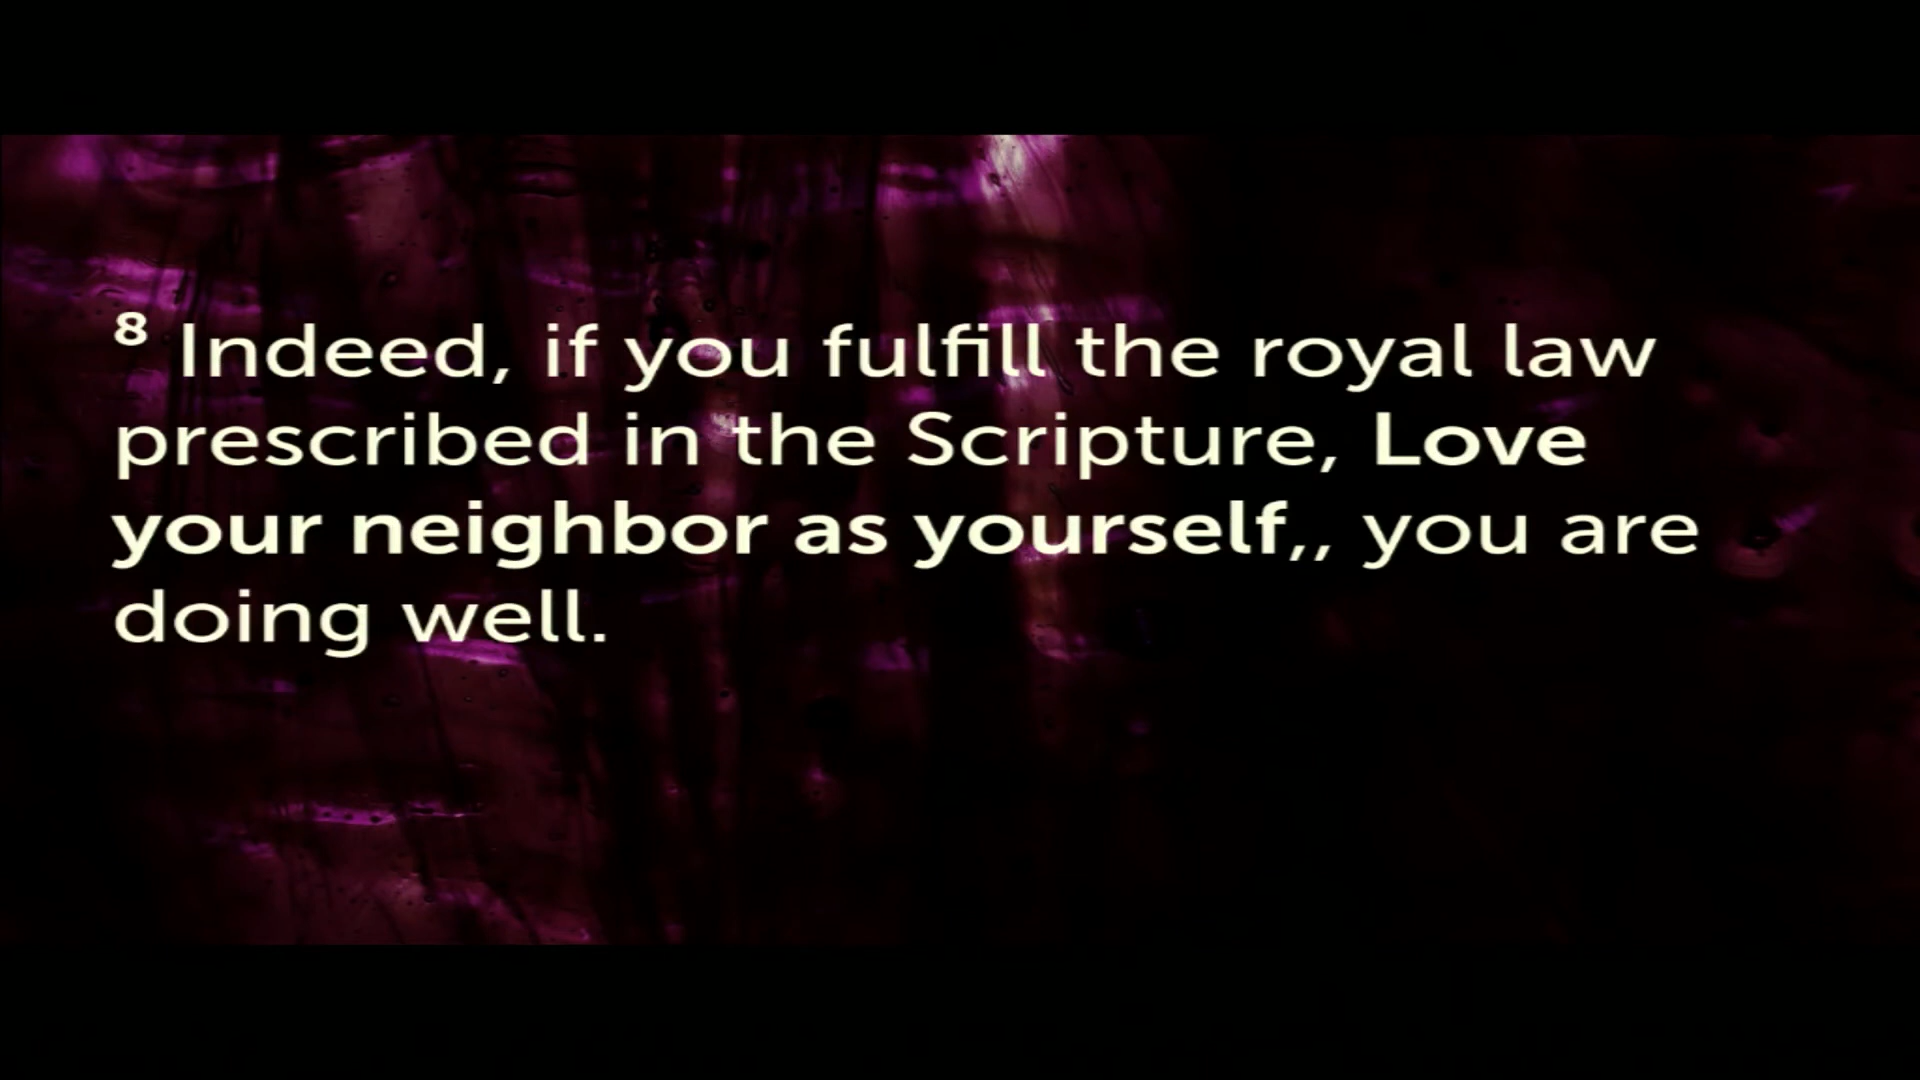 8 Indeed, if you fulfill the royal law
prescribed in the Scripture, Love
your neighbor as yourself,, you are
doing well.